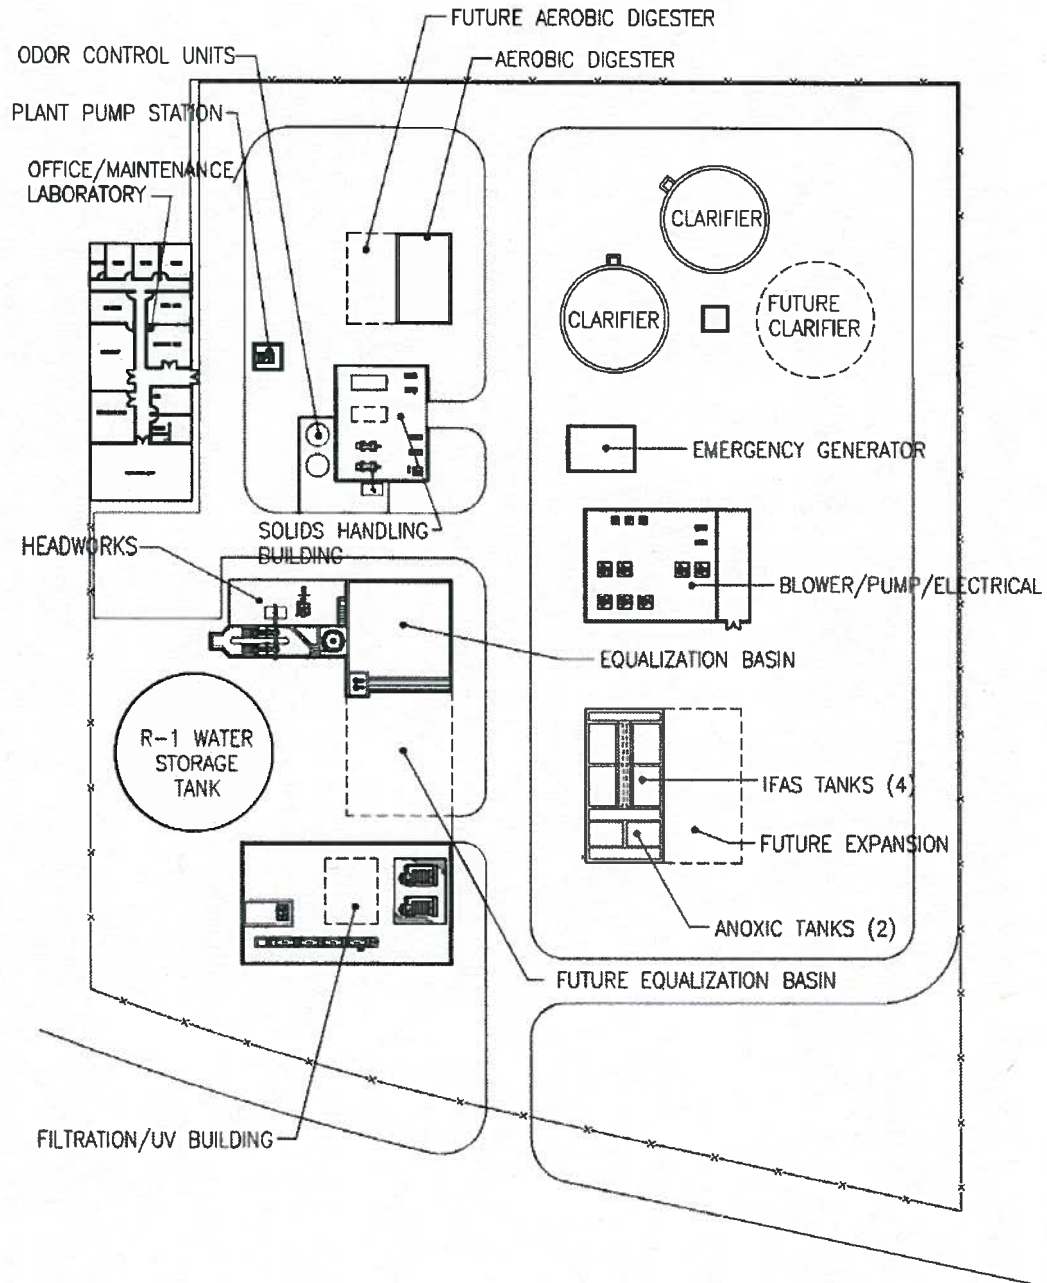 FUTURE AEROBIC DIGESTER
ODOR CONTROL UNITS
AEROBIC DIGESTER
PLANT PUMP STATION
OFFICE/MAINTENANCE/
LABORATORY
CLARIFIER
CLARIFIER
FUTURE
CLARIFIER
EMERGENCY GENERATOR
SOLIDS HANDLING
BUILDING
HEADWORKS
BLOWER/PUMP/ELECTRICAL
EQUALIZATION BASIN
R-1 WATER
STORAGE
TANK
IFAS TANKS (4)
FUTURE EXPANSION
ANOXIC TANKS (2)
FUTURE EQUALIZATION BASIN
FILTRATION/UV BUILDING